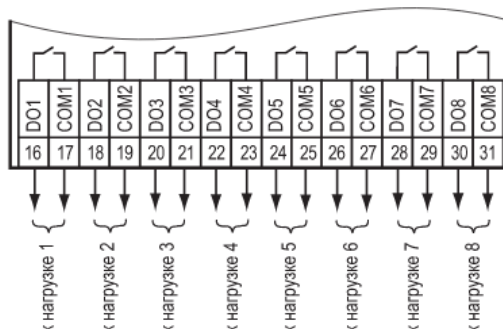 DO1 COM1 DO2 COM2 DO3 COM3 DO4 COM4 DO5 COM5 DO6 COM6 DO7 COM7 DO8 COM8
16 17 18 19 20 21 22 23 24 25 26 27 28 29 30 31
к нагрузке 1
к нагрузке 2
к нагрузке 3
к нагрузке 4
к нагрузке 5
к нагрузке 6
к нагрузке 7
к нагрузке 8